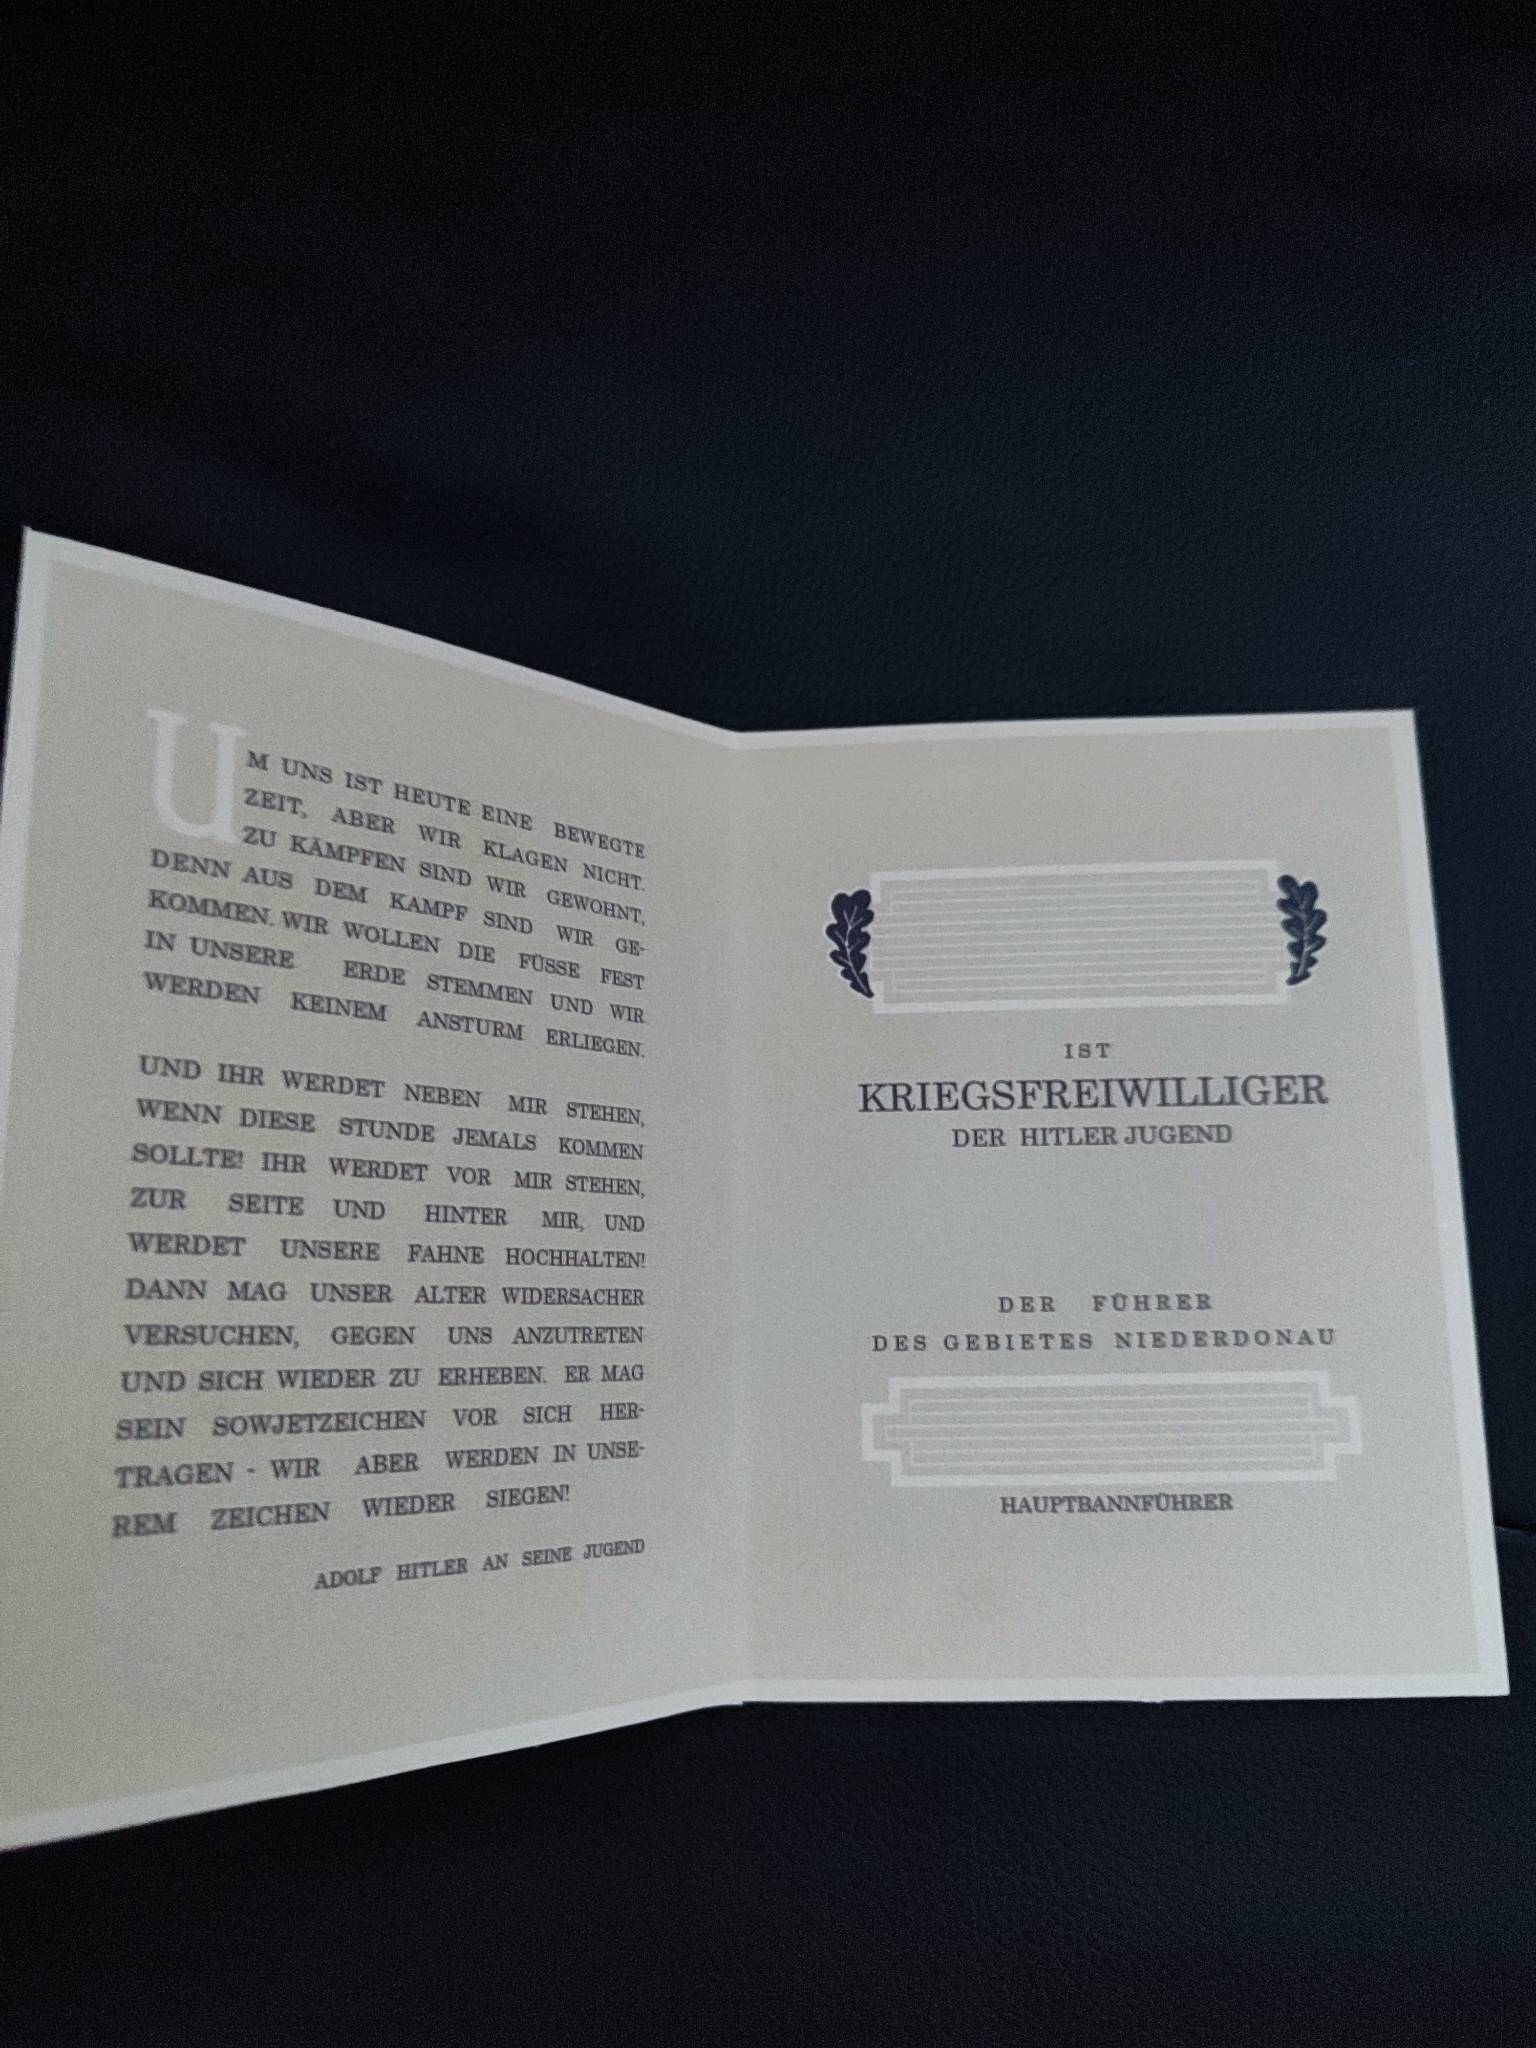 UM UNS IST HEUTE EINE BEWEGTE
ZEIT, ABER WIR KLAGEN NICHT.
ZU KÄMPFEN SIND WIR GEWOHNT,
DENN AUS DEM KAMPF SIND WIR GE-
KOMMEN. WIR WOLLEN DIE FÜSSE FEST
IN UNSERE ERDE STEMMEN UND WIR
WERDEN KEINEM ANSTURM ERLIEGEN.
UND IHR WERDET NEBEN MIR STEHEN,
WENN DIESE STUNDE JEMALS KOMMEN
SOLLTE! IHR WERDET VOR MIR STEHEN,
ZUR SEITE UND HINTER MIR, UND
WERDET UNSERE FAHNE HOCHHALTEN!
DANN MAG UNSER ALTER WIDERSACHER
VERSUCHEN, GEGEN UNS ANZUTRETEN
UND SICH WIEDER ZU ERHEBEN. ER MAG
SEIN SOWJETZEICHEN VOR SICH HER-
TRAGEN - WIR ABER WERDEN IN UNSE-
REM ZEICHEN WIEDER SIEGEN!
ADOLF HITLER AN SEINE JUGEND
IST
KRIEGSFREIWILLIGER
DER HITLER JUGEND
DER FÜHRER
DES GEBIETES NIEDERDONAU
HAUPTBANNFÜHRER